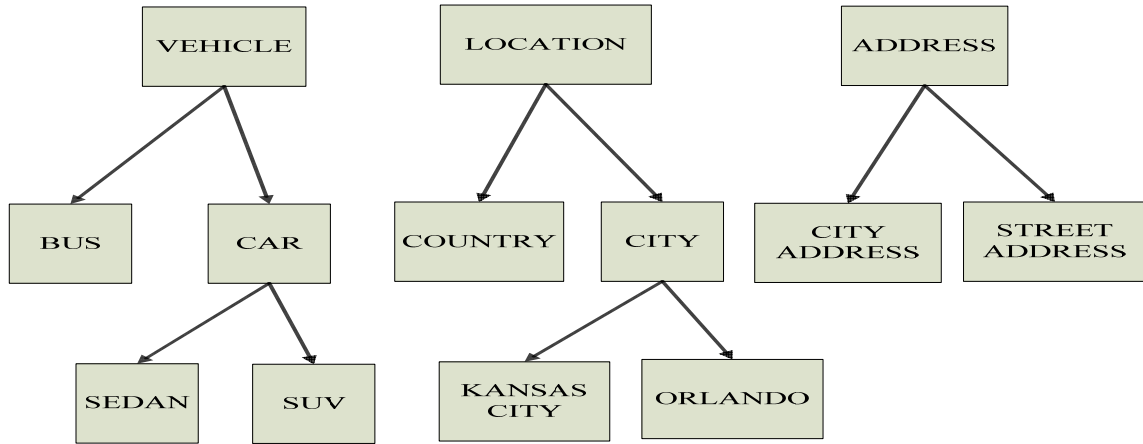 VEHICLE
LOCATION
ADDRESS
BUS
CAR
COUNTRY
CITY
CITY
ADDRESS
STREET
ADDRESS
SEDAN
SUV
KANSAS
CITY
ORLANDO